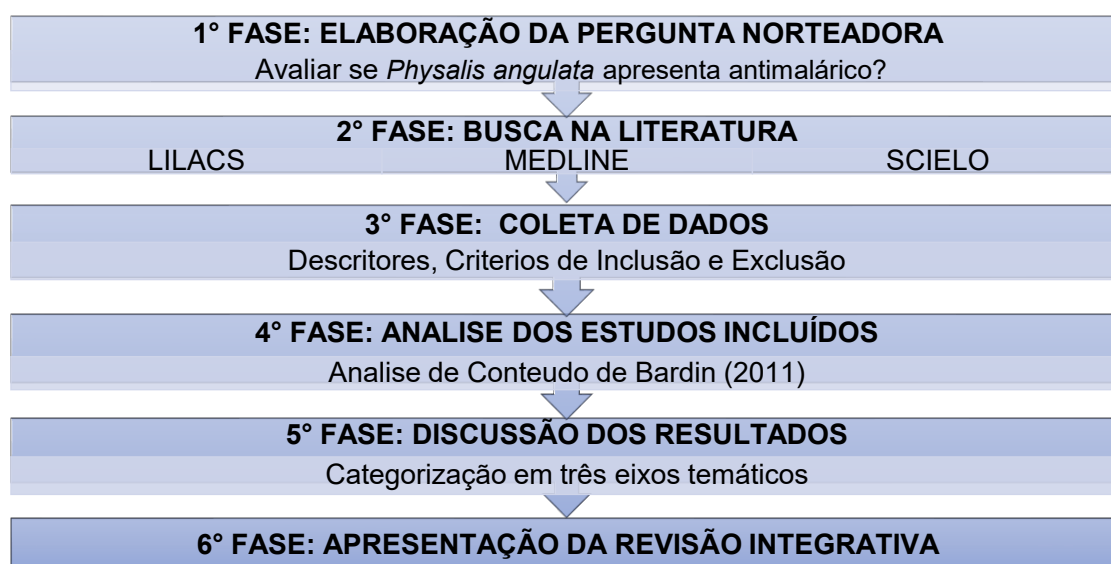 1° FASE: ELABORAÇÃO DA PERGUNTA NORTEADORA
Avaliar se Physalis angulata apresenta antimalárico?
2° FASE: BUSCA NA LITERATURA
LILACS MEDLINE SCIELO
3° FASE: COLETA DE DADOS
Descritores, Criterios de Inclusão e Exclusão
4° FASE: ANALISE DOS ESTUDOS INCLUÍDOS
Analise de Conteudo de Bardin (2011)
5° FASE: DISCUSSÃO DOS RESULTADOS
Categorização em três eixos temáticos
6° FASE: APRESENTAÇÃO DA REVISÃO INTEGRATIVA